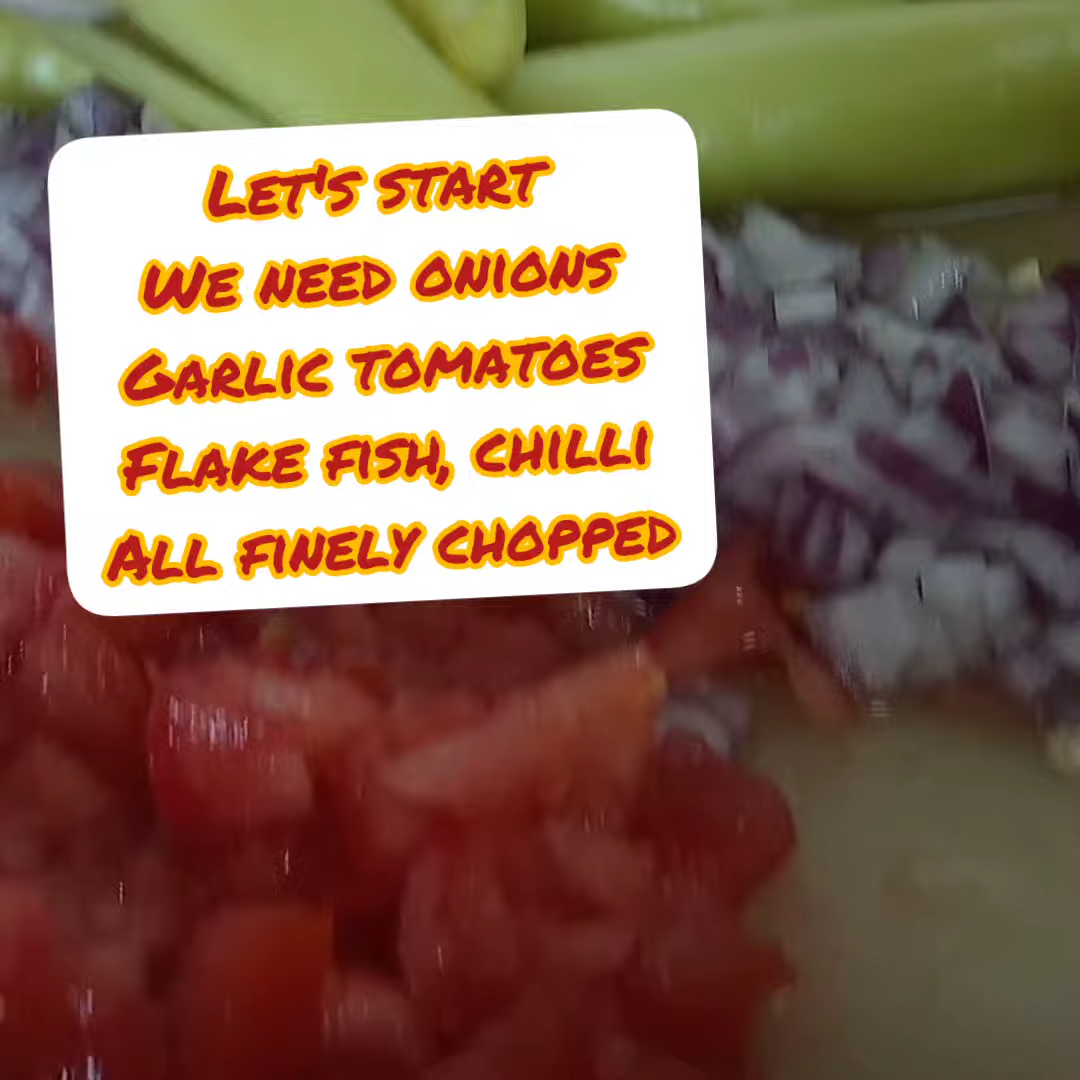 Let's start
We need onions
Garlic tomatoes
Flake fish, chilli
All finely chopped